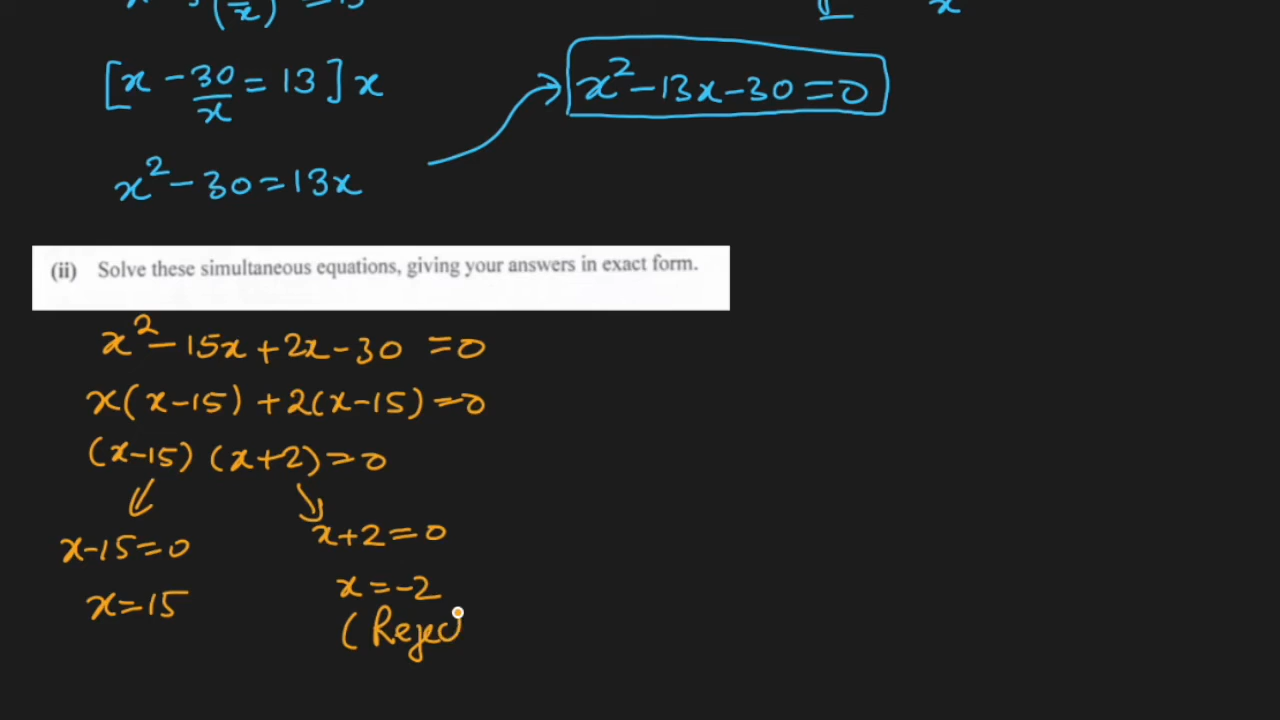 x = 13
x
[x - 30/x = 13] x
x² - 13x - 30 = 0
x² - 30 = 13x
(ii) Solve these simultaneous equations, giving your answers in exact form.
x² - 15x + 2x - 30 = 0
x(x-15) + 2(x-15) = 0
(x-15) (x+2) = 0
x-15=0 x+2=0
x=15 x=-2
(Rejec